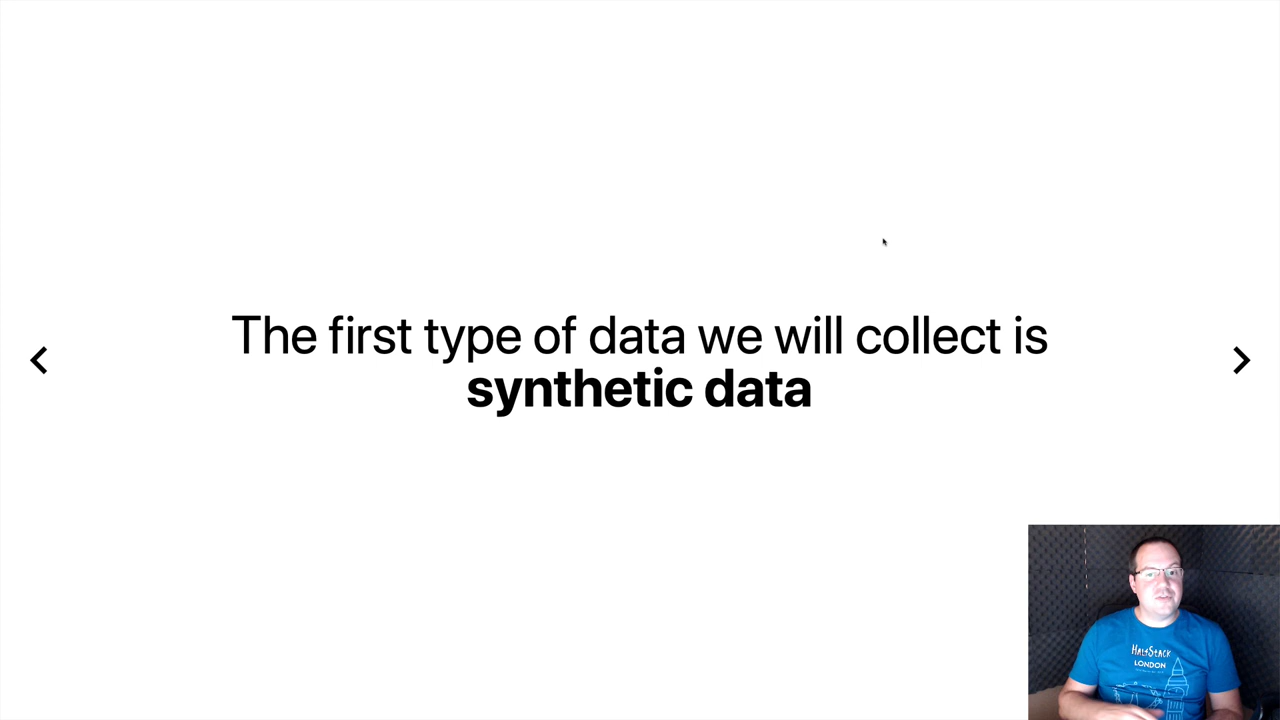 The first type of data we will collect is
synthetic data
HalfStack
LONDON